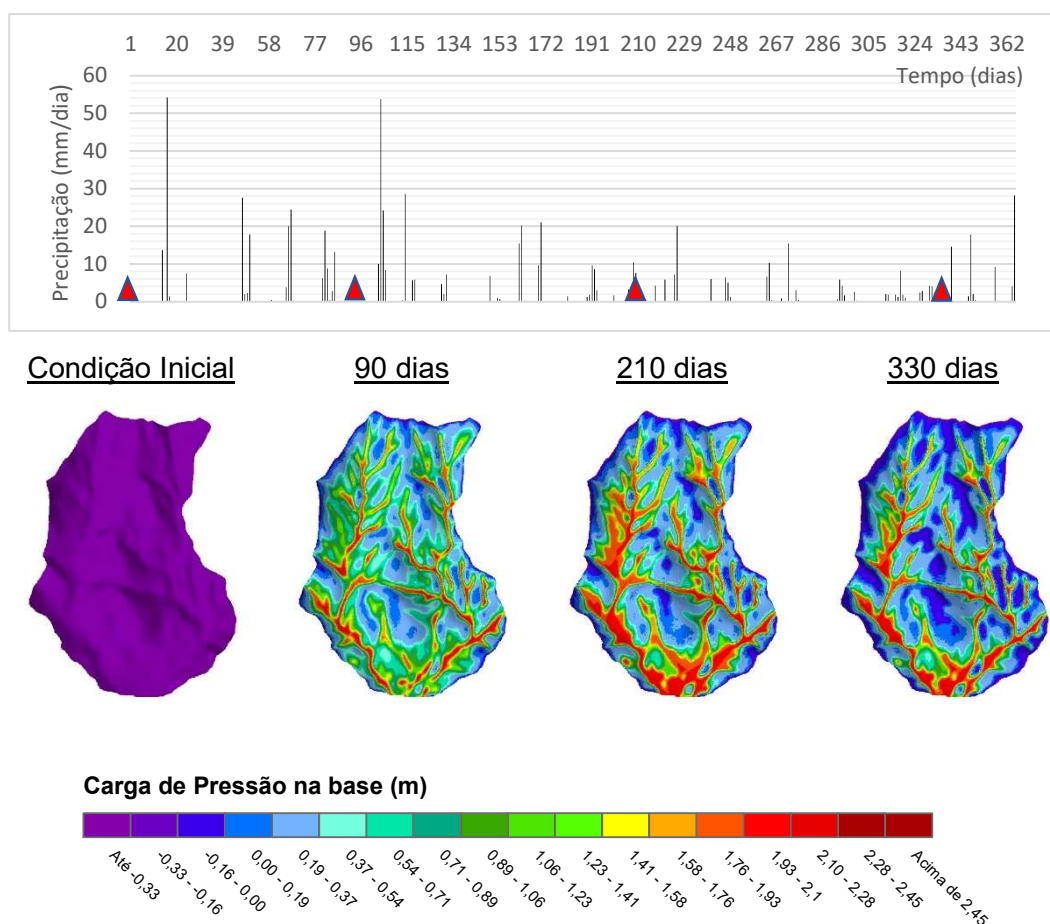 1 20 39 58 77 96 115 134 153 172 191 210 229 248 267 286 305 324 343 362
Tempo (dias)
Precipitação (mm/dia)
60
50
40
30
20
10
0
Condição Inicial
90 dias
210 dias
330 dias
Carga de Pressão na base (m)
Até -0,33
-0,33 - 0,16
-0,16 - 0,00
0,00 - 0,19
0,19 - 0,37
0,37 - 0,54
0,54 - 0,71
0,71 - 0,89
0,89 - 1,06
1,06 - 1,23
1,23 - 1,41
1,41 - 1,58
1,58 - 1,76
1,76 - 1,93
1,93 - 2,1
2,10 - 2,28
2,28 - 2,45
Acima de 2,45